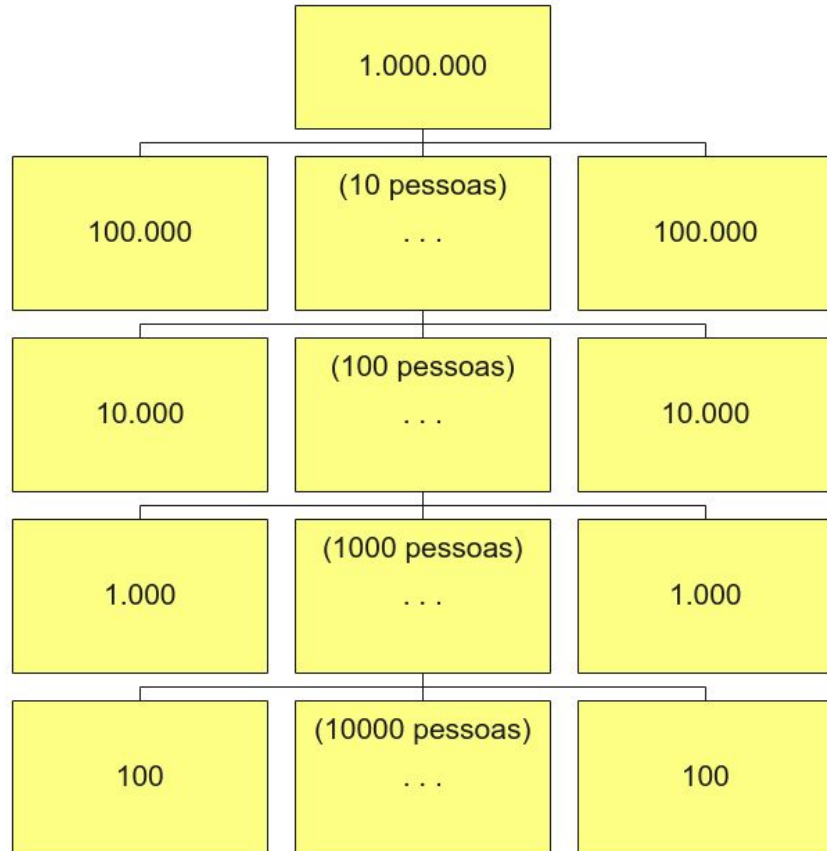 1.000.000
100.000
(10 pessoas)
. . .
100.000
10.000
(100 pessoas)
. . .
10.000
1.000
(1000 pessoas)
. . .
1.000
100
(10000 pessoas)
. . .
100